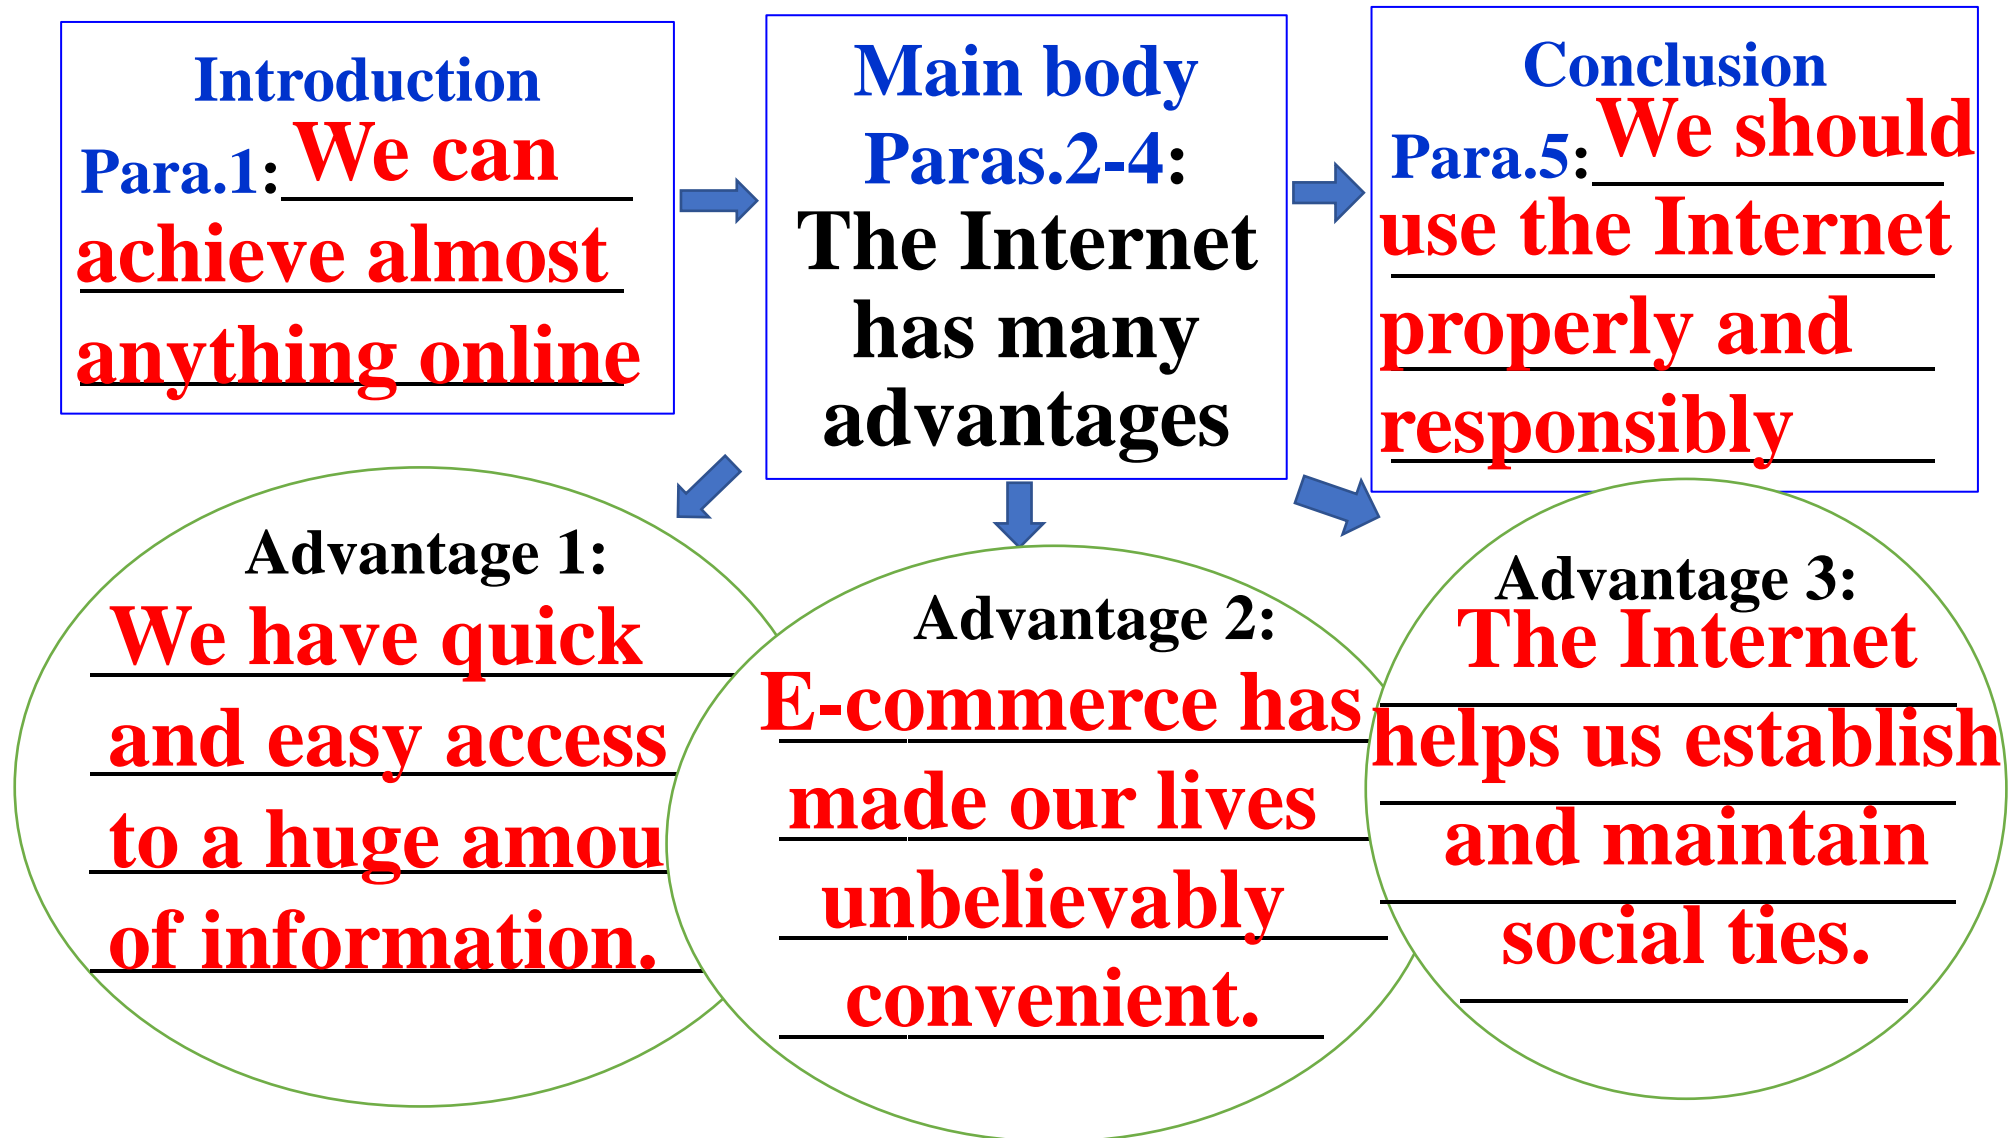 Introduction
Para.1: We can
achieve almost
anything online
Main body
Paras.2-4:
The Internet
has many
advantages
Conclusion
Para.5: We should
use the Internet
properly and
responsibly
Advantage 1:
We have quick
and easy access
to a huge amou
of information.
Advantage 2:
E-commerce has
made our lives
unbelievably
convenient.
Advantage 3:
The Internet
helps us establish
and maintain
social ties.